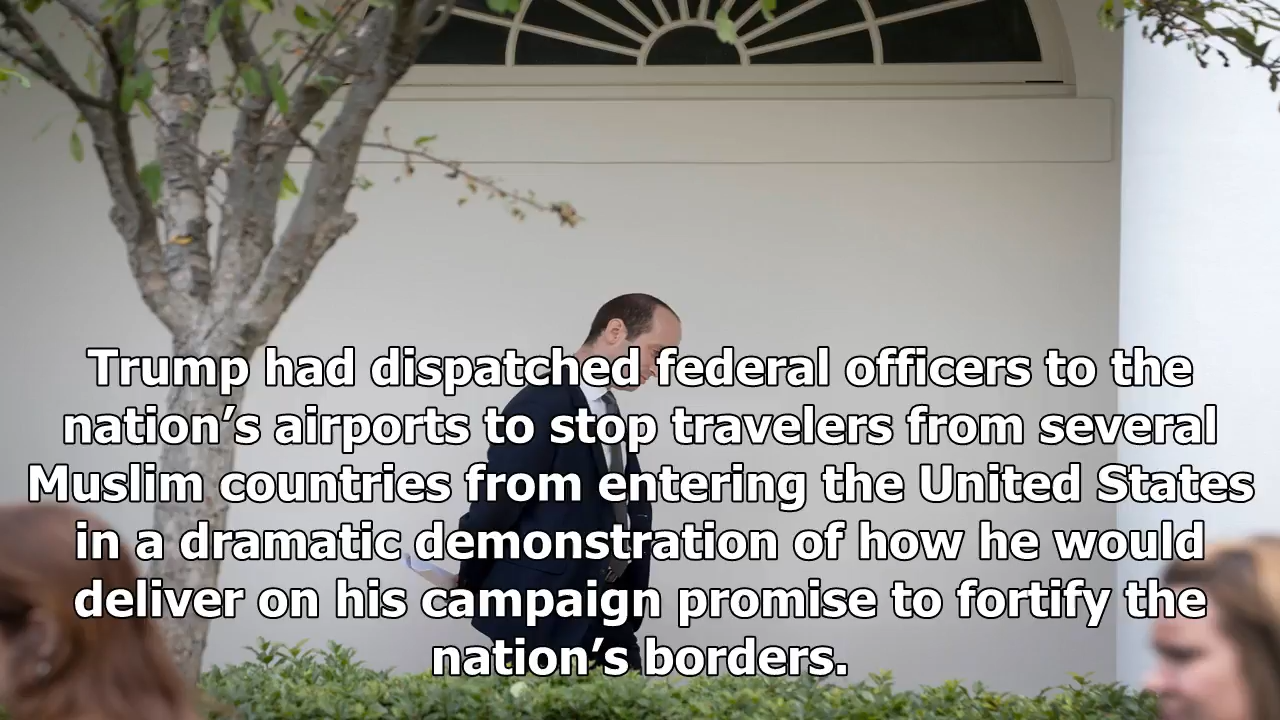 Trump had dispatched federal officers to the
nation’s airports to stop travelers from several
Muslim countries from entering the United States
in a dramatic demonstration of how he would
deliver on his campaign promise to fortify the
nation’s borders.